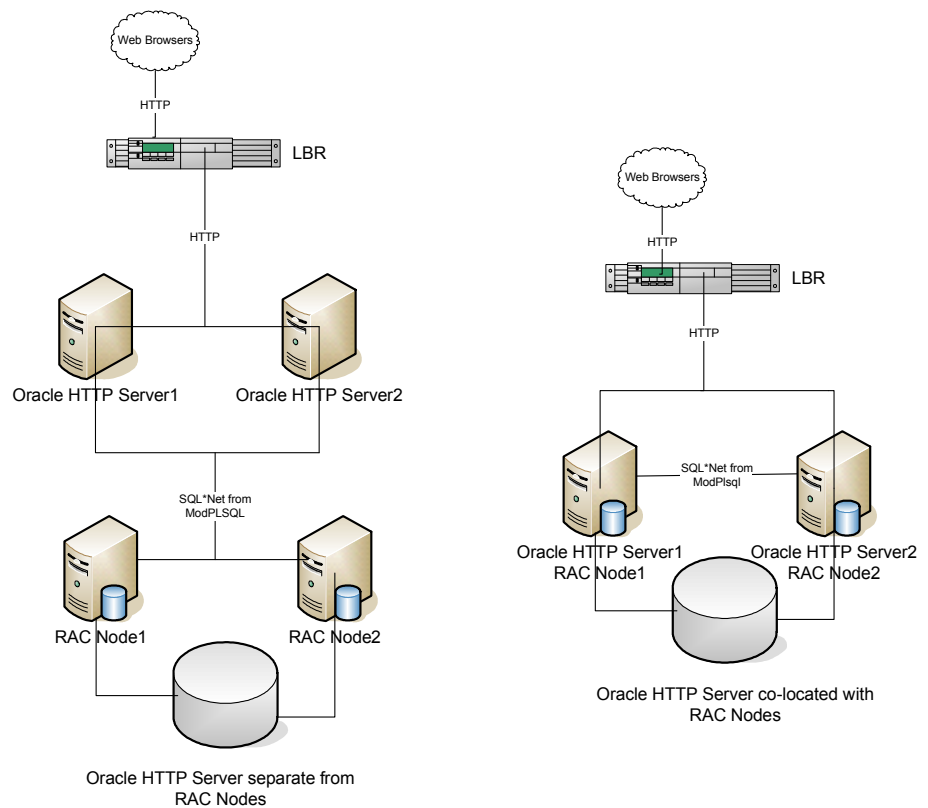 Web Browsers
HTTP
LBR
HTTP
Oracle HTTP Server1
Oracle HTTP Server2
SQL*Net from
ModPLSQL
RAC Node1
RAC Node2
Oracle HTTP Server separate from
RAC Nodes
Web Browsers
HTTP
LBR
HTTP
SQL*Net from
ModPlsql
Oracle HTTP Server1
RAC Node1
Oracle HTTP Server2
RAC Node2
Oracle HTTP Server co-located with
RAC Nodes